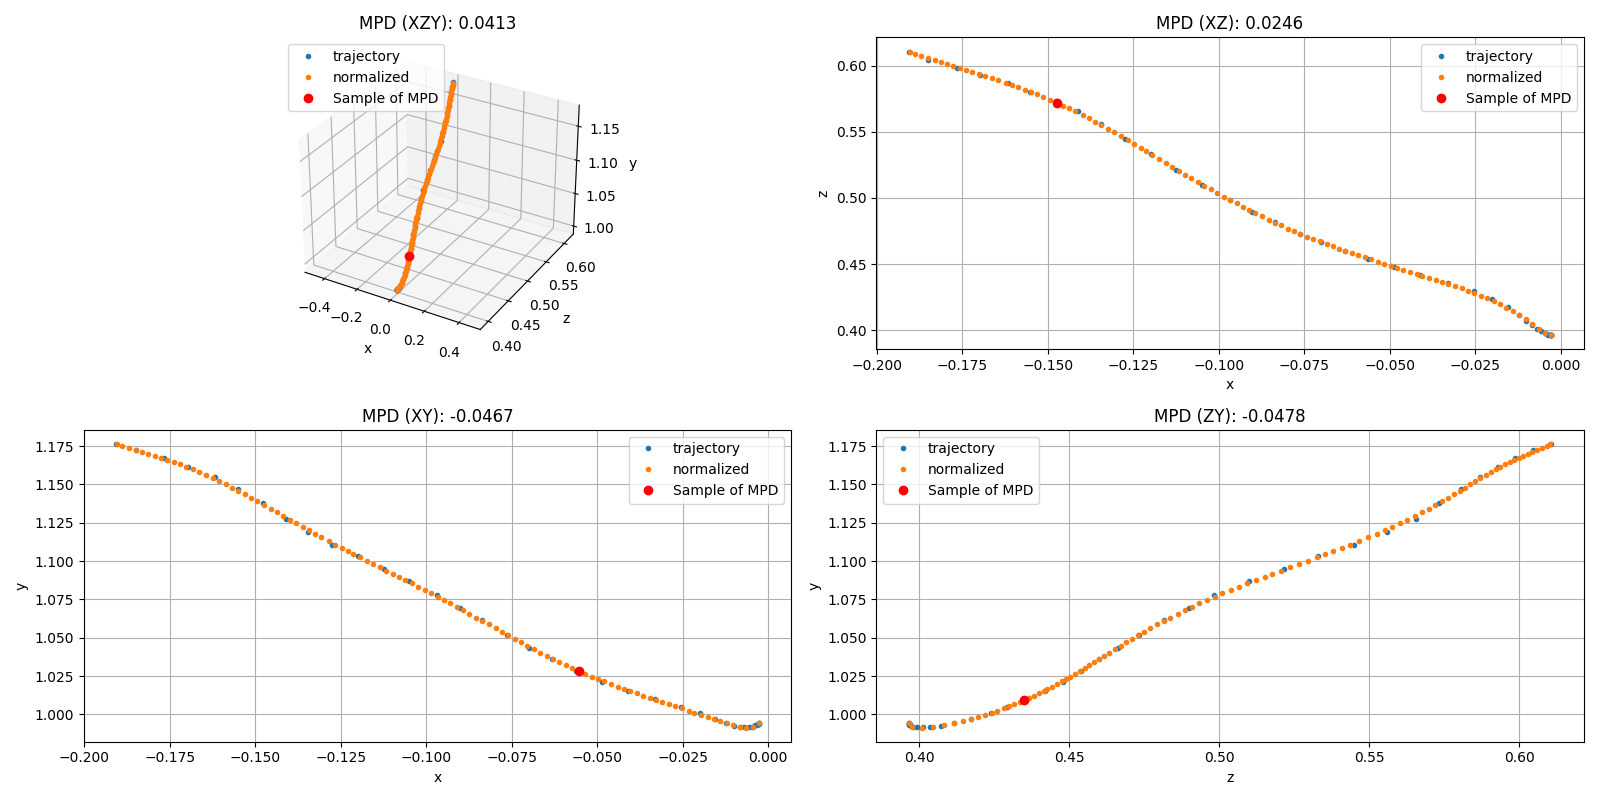 MPD (XZY): 0.0413
trajectory
normalized
Sample of MPD
1.15
1.10
1.05
1.00
y
0.60
0.55
0.50
0.45
0.40
z
−0.4
−0.2
0.0
0.2
0.4
x
MPD (XZ): 0.0246
trajectory
normalized
Sample of MPD
0.60
0.55
0.50
0.45
0.40
z
−0.200 −0.175 −0.150 −0.125 −0.100 −0.075 −0.050 −0.025 0.000
x
MPD (XY): -0.0467
trajectory
normalized
Sample of MPD
1.175
1.150
1.125
1.100
1.075
1.050
1.025
1.000
y
−0.200 −0.175 −0.150 −0.125 −0.100 −0.075 −0.050 −0.025 0.000
x
MPD (ZY): -0.0478
trajectory
normalized
Sample of MPD
1.175
1.150
1.125
1.100
1.075
1.050
1.025
1.000
y
0.40 0.45 0.50 0.55 0.60
z